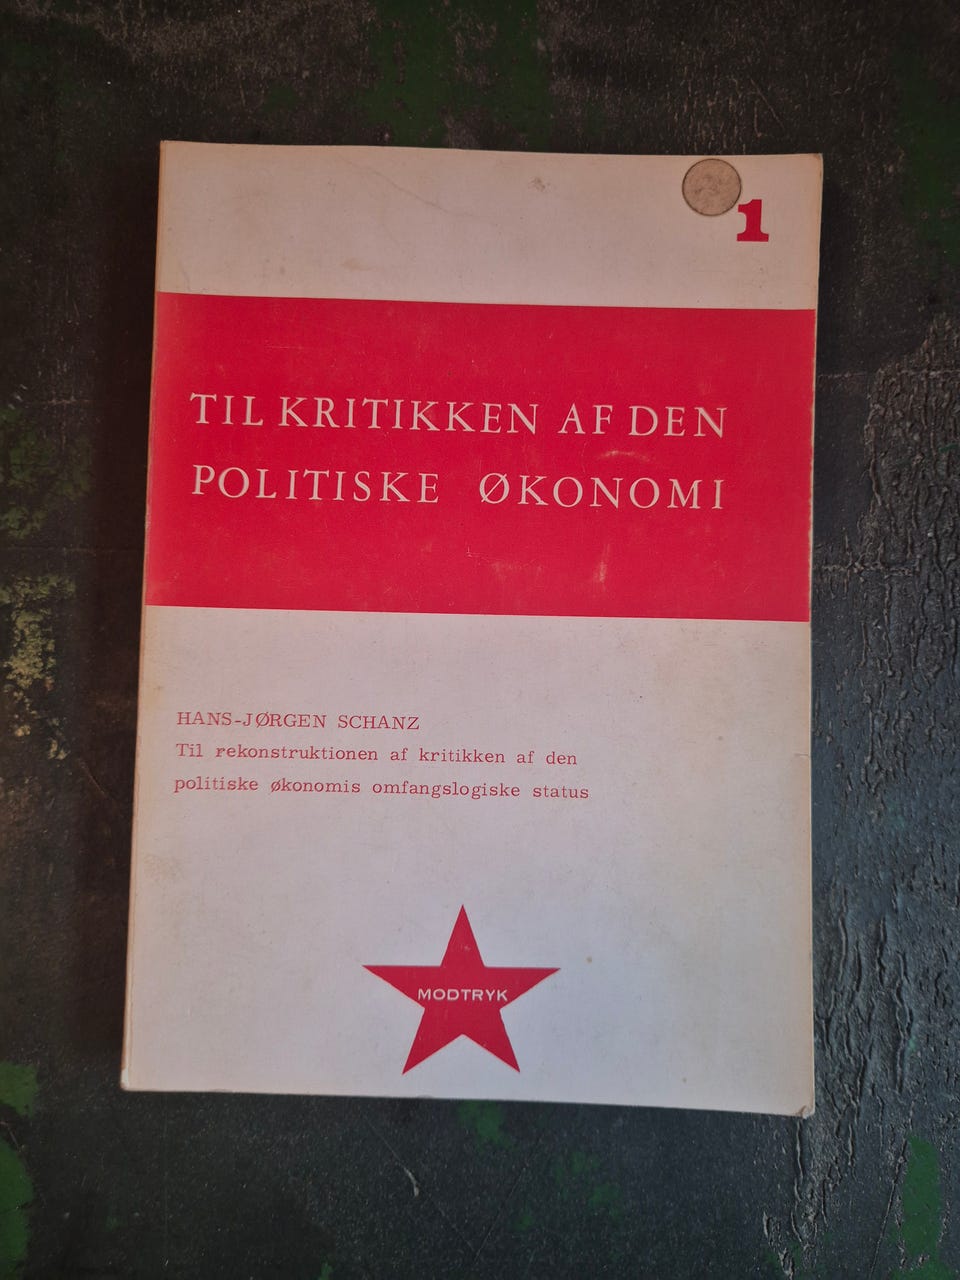 1
TIL KRITIKKEN AF DEN
POLITISKE ØKONOMI
HANS-JØRGEN SCHANZ
Til rekonstruktionen af kritikken af den
politiske økonomis omfangslogiske status
MODTRYK